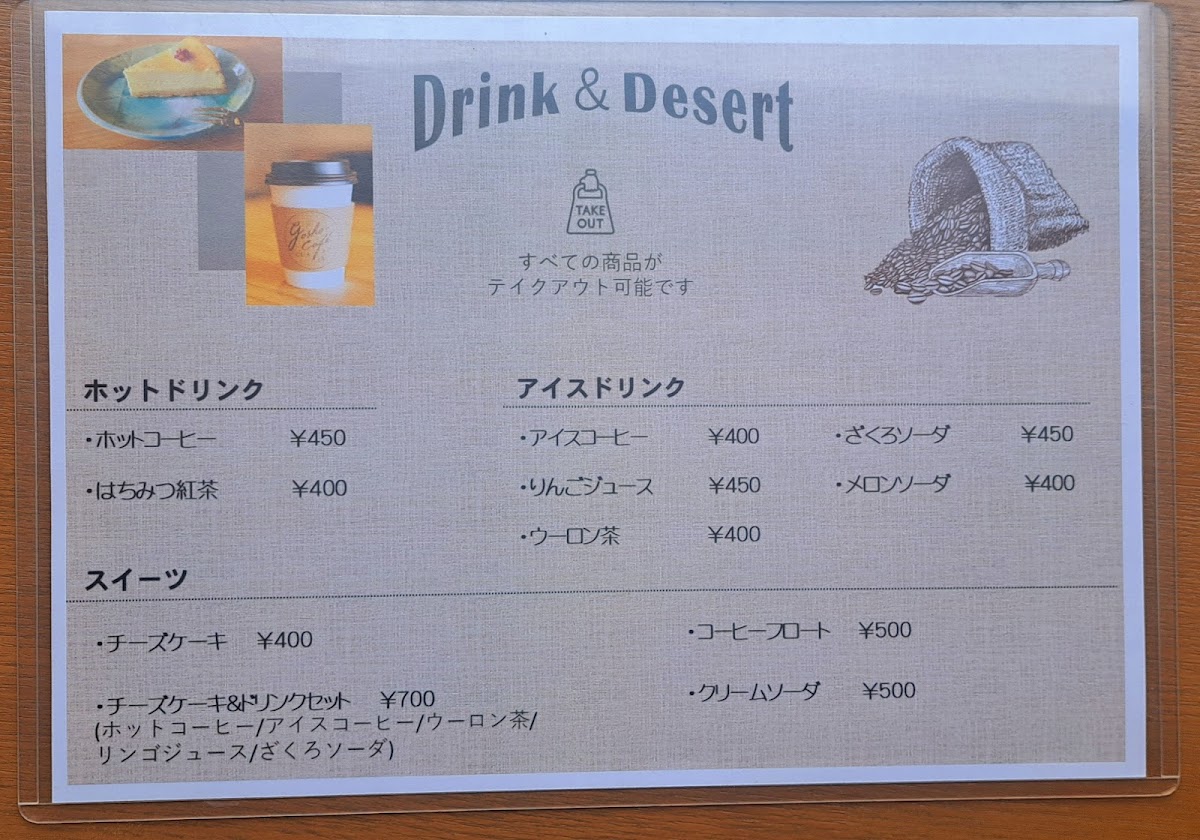 Drink & Desert
TAKE
OUT
すべての商品が
テイクアウト可能です
ホットドリンク
・ホットコーヒー ¥450
・はちみつ紅茶 ¥400
アイスドリンク
・アイスコーヒー ¥400
・りんごジュース ¥450
・ウーロン茶 ¥400
・ざくろソーダ ¥450
・メロンソーダ ¥400
スイーツ
・チーズケーキ ¥400
・チーズケーキ&ドリンクセット ¥700
(ホットコーヒー/アイスコーヒー/ウーロン茶/
リンゴジュース/ざくろソーダ)
・コーヒーフロート ¥500
・クリームソーダ ¥500